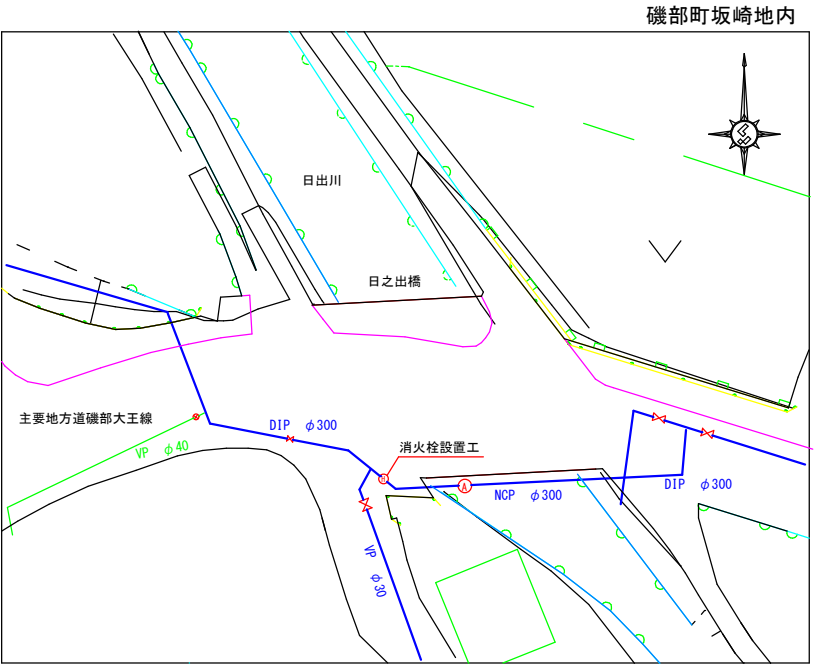 磯部町坂崎地内
日出川
日之出橋
主要地方道磯部大王線
VP φ40
DIP φ300
消火栓設置工
H
A
NCP φ300
DIP φ300
VP φ30